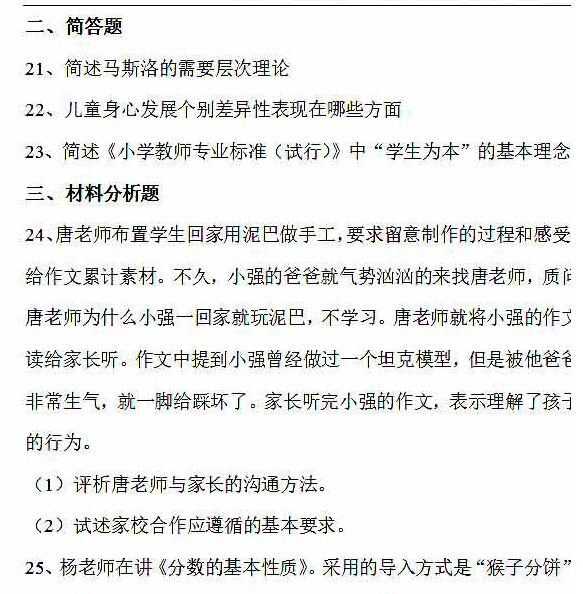 二、简答题
21、简述马斯洛的需要层次理论
22、儿童身心发展个别差异性表现在哪些方面
23、简述《小学教师专业标准（试行）》中“学生为本”的基本理念
三、材料分析题
24、唐老师布置学生回家用泥巴做手工，要求留意制作的过程和感受
给作文累计素材。不久，小强的爸爸就气势汹汹的来找唐老师，质问
唐老师为什么小强一回家就玩泥巴，不学习。唐老师就将小强的作文
读给家长听。作文中提到小强曾经做过一个坦克模型，但是被他爸爸
非常生气，就一脚给踩坏了。家长听完小强的作文，表示理解了孩子
的行为。
（1）评析唐老师与家长的沟通方法。
（2）试述家校合作应遵循的基本要求。
25、杨老师在讲《分数的基本性质》。采用的导入方式是“猴子分饼”